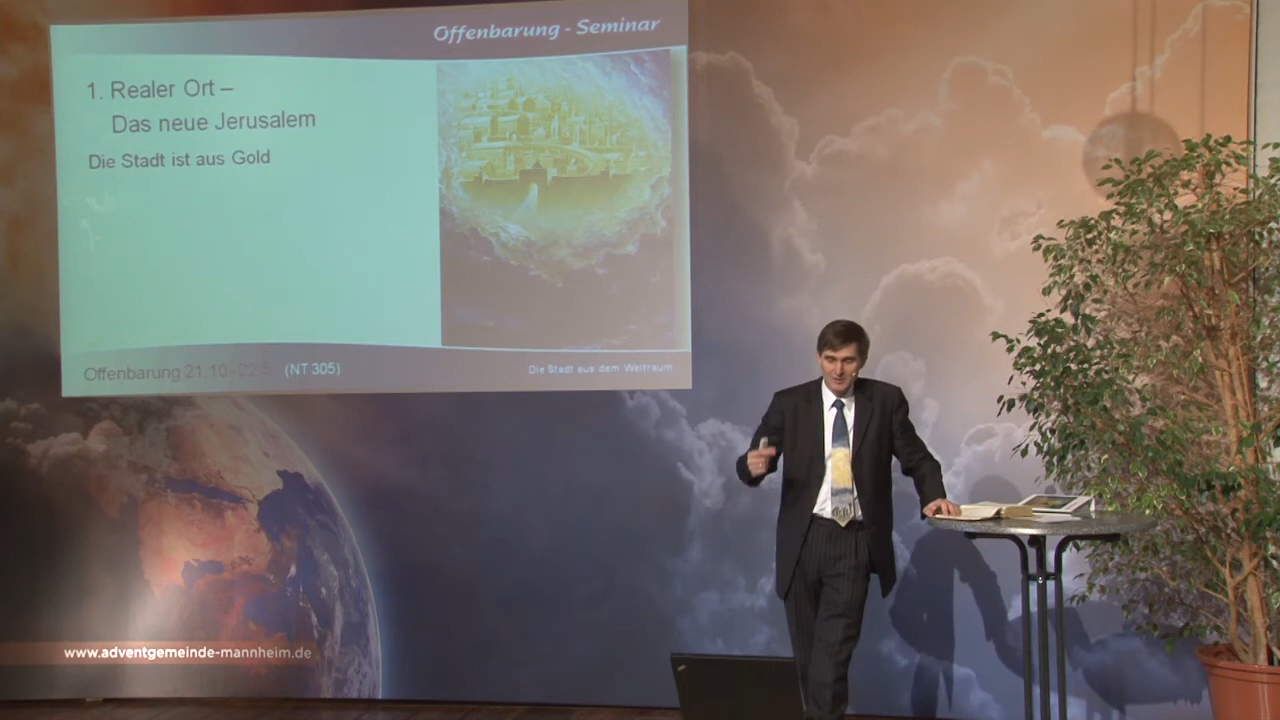 Offenbarung - Seminar
1. Realer Ort –
Das neue Jerusalem
Die Stadt ist aus Gold
Offenbarung 21,10-22,5 (NT 305)
Die Stadt aus dem Weltraum
www.adventgemeinde-mannheim.de